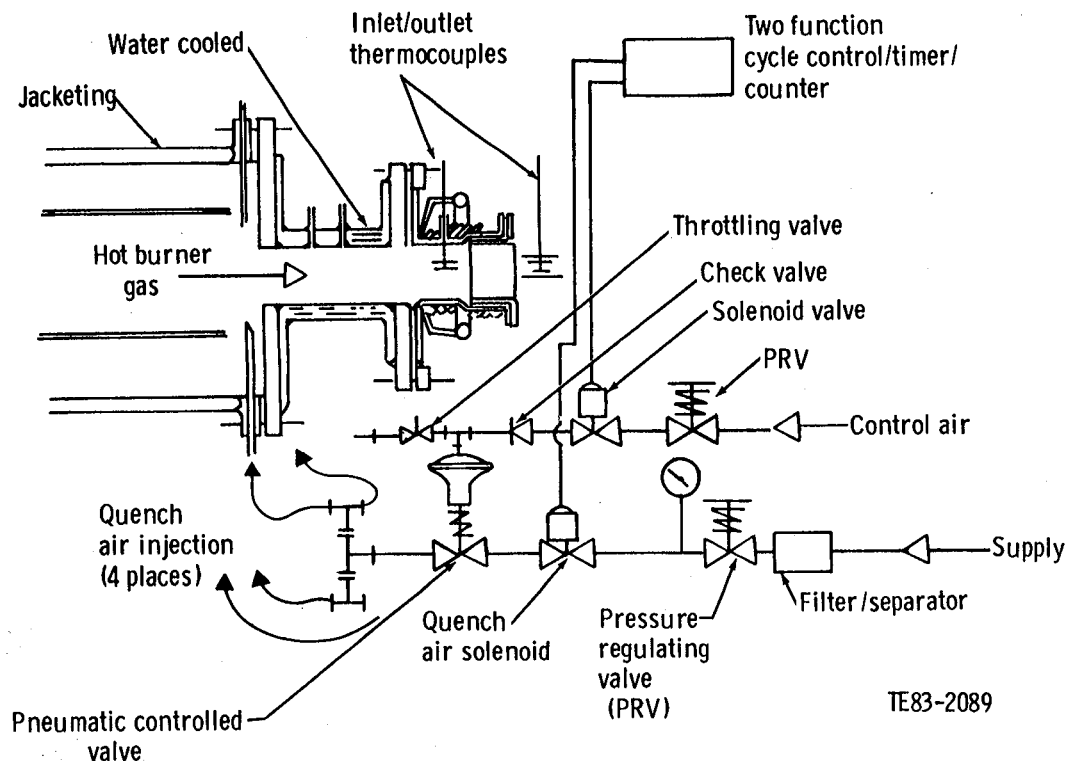 Inlet/outlet
thermocouples
Water cooled
Jacketing
Two function
cycle control/timer/
counter
Hot burner
gas
Throttling valve
Check valve
Solenoid valve
PRV
Control air
Quench
air injection
(4 places)
Supply
Filter/separator
Quench
air solenoid
Pressure
regulating
valve
(PRV)
Pneumatic controlled
valve
TE83-2089